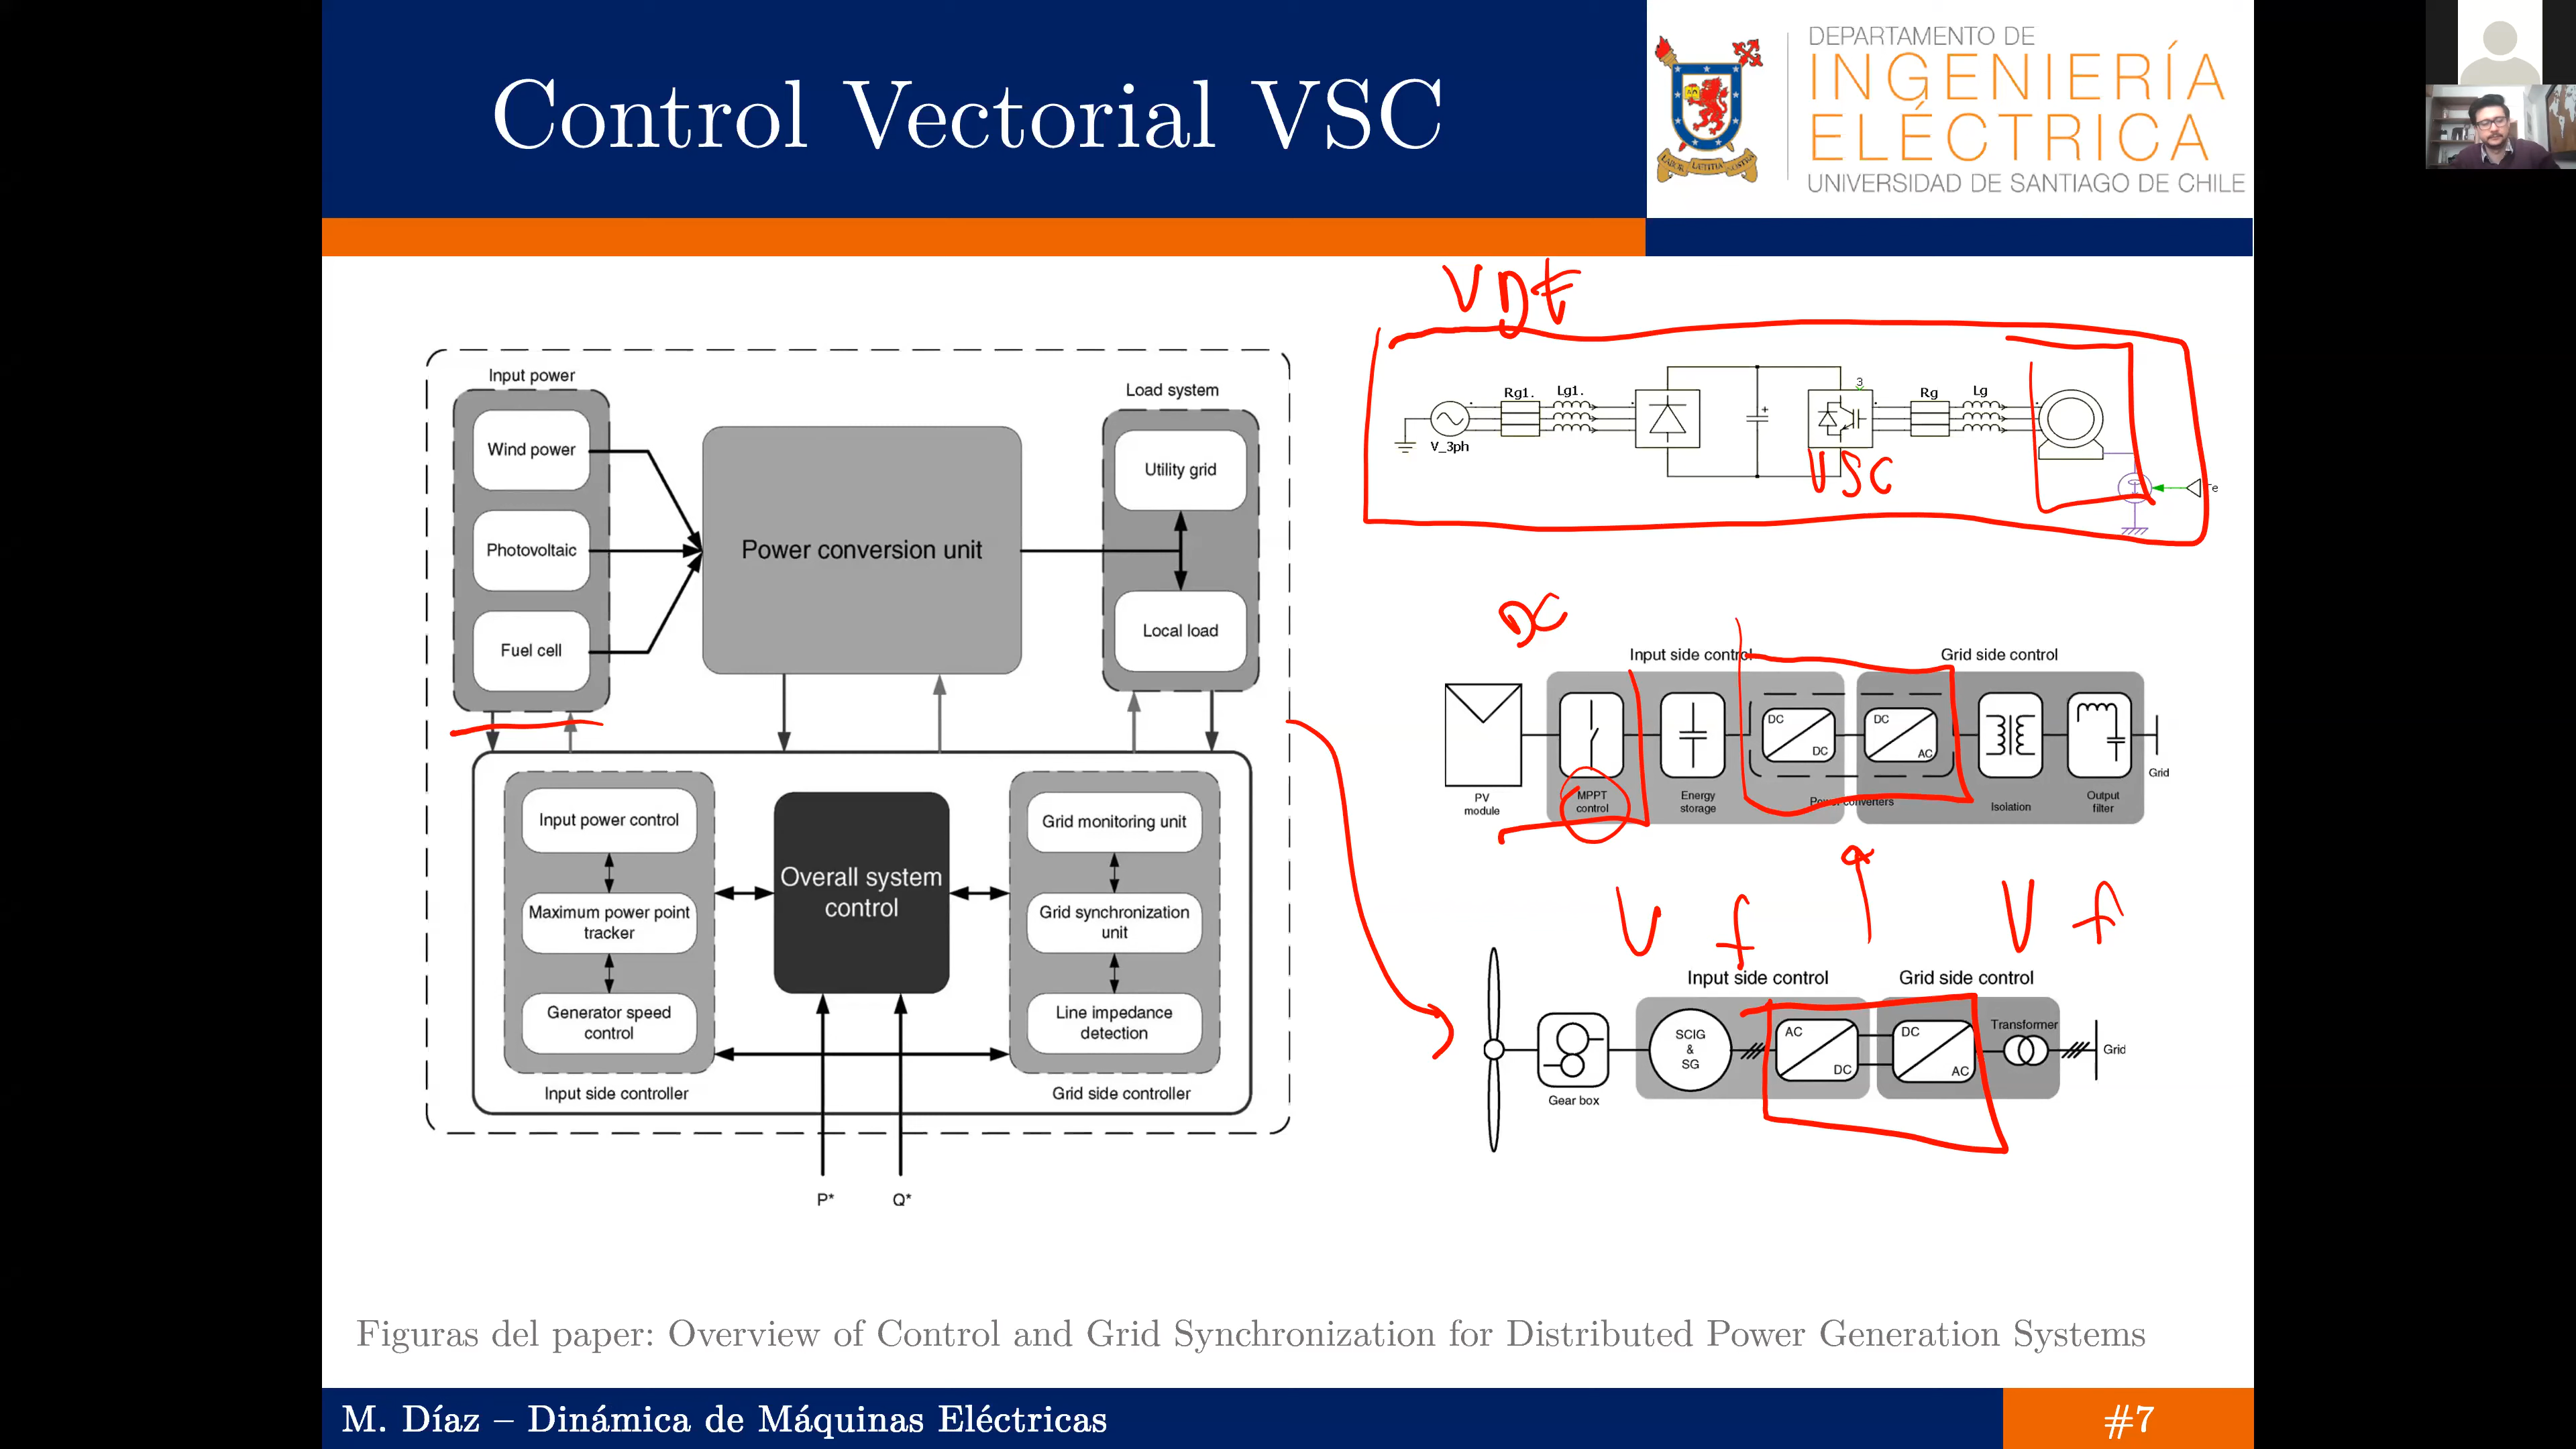 Control Vectorial VSC
DEPARTAMENTO DE
INGENIERÍA
ELÉCTRICA
UNIVERSIDAD DE SANTIAGO DE CHILE
LABOR LÆTITIA NOSTRA
Input power
Wind power
Photovoltaic
Fuel cell
Power conversion unit
Load system
Utility grid
Local load
Input power control
Maximum power point
tracker
Generator speed
control
Input side controller
Overall system
control
Grid monitoring unit
Grid synchronization
unit
Line impedance
detection
Grid side controller
P*
Q*
V_3ph
Rg1.
Lg1.
3
Rg
Lg
VSC
DC
Input side control
Grid side control
PV
module
MPPT
control
Energy
storage
DC
DC
DC
AC
Power converters
Isolation
Output
filter
Grid
V f
V f
Input side control
Grid side control
Gear box
SCIG
&
SG
AC
DC
DC
AC
Transformer
Grid
Figuras del paper: Overview of Control and Grid Synchronization for Distributed Power Generation Systems
M. Díaz – Dinámica de Máquinas Eléctricas
#7